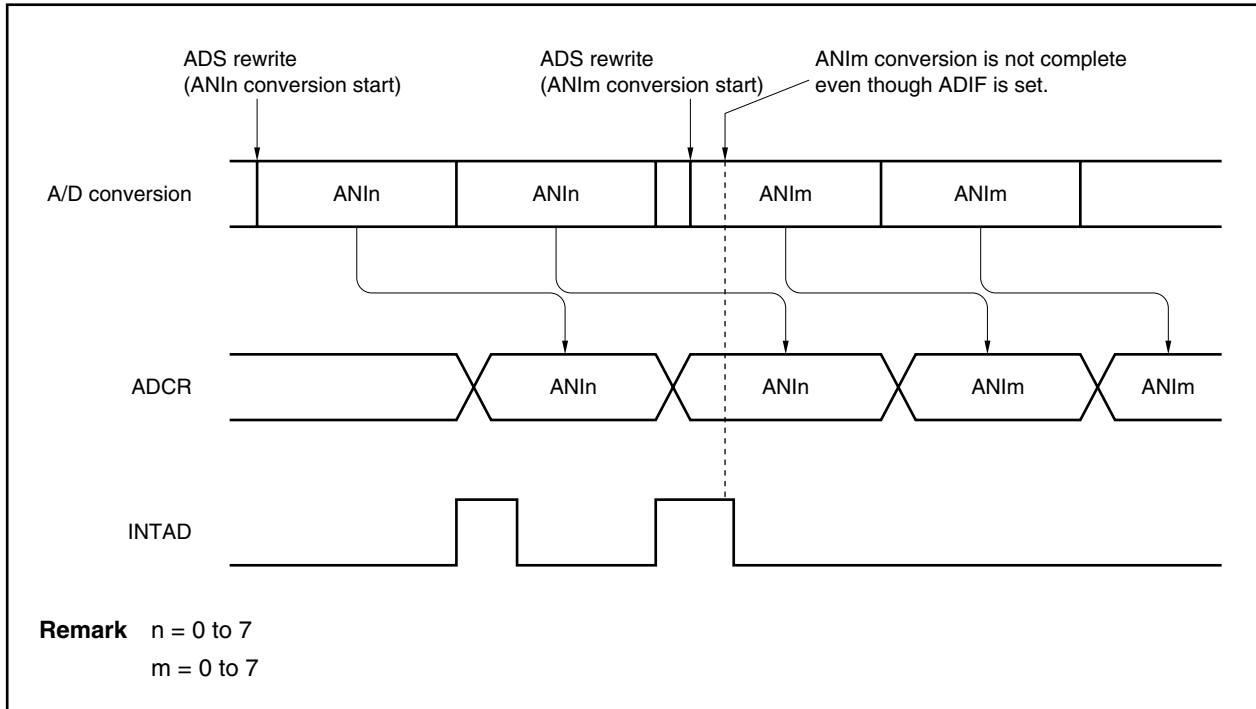 ADS rewrite
(ANIn conversion start)
ADS rewrite
(ANIm conversion start)
ANIm conversion is not complete
even though ADIF is set.
A/D conversion
ANIn
ANIn
ANIm
ANIm
ADCR
ANIn
ANIn
ANIm
ANIm
INTAD
Remark n = 0 to 7
m = 0 to 7